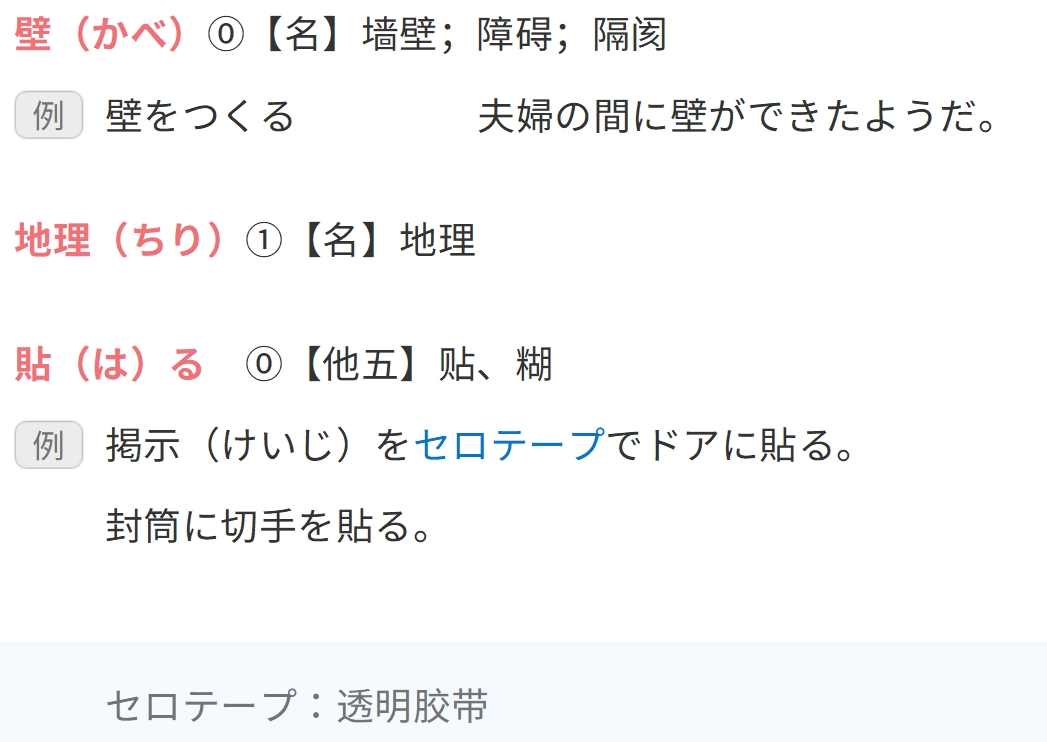 壁（かべ）⓪【名】墙壁；障碍；隔阂
例 壁をつくる　　　　夫婦の間に壁ができたようだ。
地理（ちり）①【名】地理
貼（は）る　⓪【他五】贴、糊
例 掲示（けいじ）をセロテープでドアに貼る。
封筒に切手を貼る。
セロテープ：透明胶带